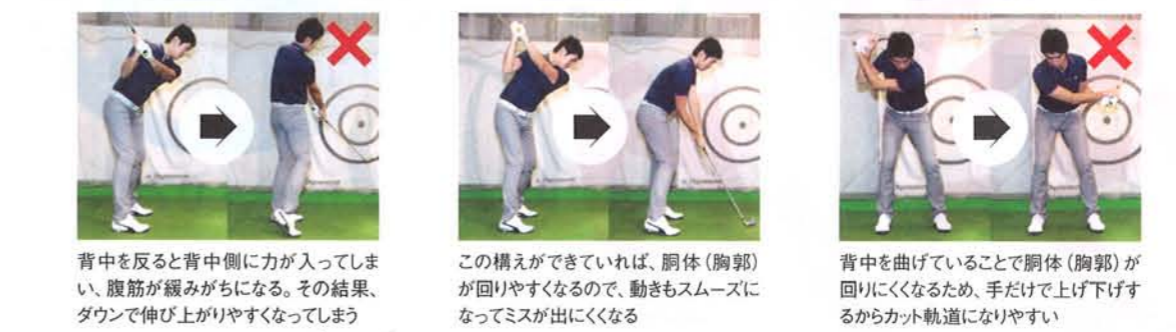 背中を反ると背中側に力が入ってしま
い、腹筋が緩みがちになる。その結果、
ダウンで伸び上がりやすくなってしまう
この構えができていれば、胴体（胸郭）
が回りやすくなるので、動きもスムーズに
なってミスが出にくくなる
背中を曲げていることで胴体（胸郭）が
回りにくくなるため、手だけで上げ下げす
るからカット軌道になりやすい